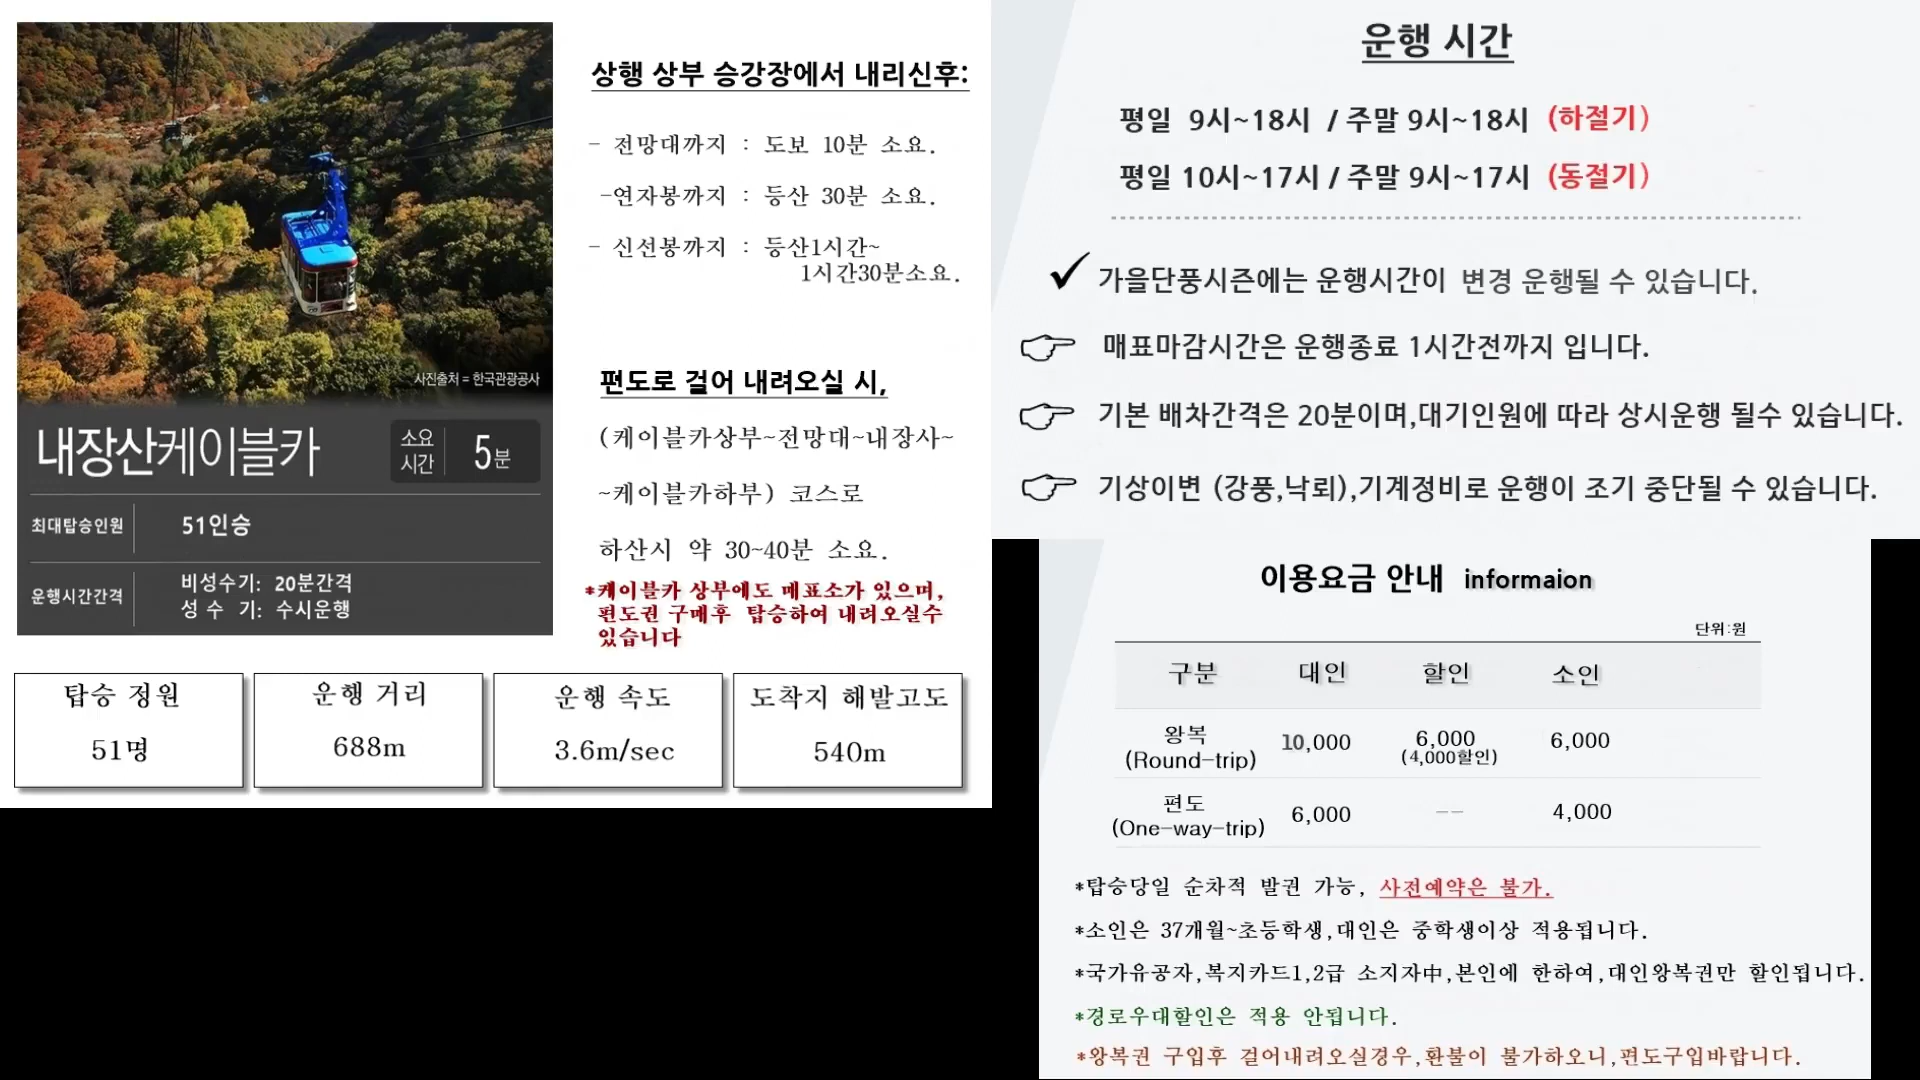 사진출처 = 한국관광공사
내장산케이블카
소요
시간
5분
최대탑승인원
51인승
운행시간간격
비성수기: 20분간격
성 수 기: 수시운행
상행 상부 승강장에서 내리신후:
- 전망대까지 : 도보 10분 소요.
-연자봉까지 : 등산 30분 소요.
- 신선봉까지 : 등산1시간~
1시간30분소요.
편도로 걸어 내려오실 시,
(케이블카상부~전망대~내장사~
~케이블카하부) 코스로
하산시 약 30~40분 소요.
*케이블카 상부에도 매표소가 있으며,
편도권 구매후 탑승하여 내려오실수
있습니다
탑승 정원
51명
운행 거리
688m
운행 속도
3.6m/sec
도착지 해발고도
540m
운행 시간
평일 9시~18시 / 주말 9시~18시 (하절기)
평일 10시~17시 / 주말 9시~17시 (동절기)
가을단풍시즌에는 운행시간이 변경 운행될 수 있습니다.
매표마감시간은 운행종료 1시간전까지 입니다.
기본 배차간격은 20분이며,대기인원에 따라 상시운행 될수 있습니다.
기상이변 (강풍,낙뢰),기계정비로 운행이 조기 중단될 수 있습니다.
이용요금 안내 informaion
단위:원
구분 대인 할인 소인
왕복 10,000 6,000 6,000
(Round-trip) (4,000할인)
편도 6,000 -- 4,000
(One-way-trip)
*탑승당일 순차적 발권 가능, 사전예약은 불가.
*소인은 37개월~초등학생,대인은 중학생이상 적용됩니다.
*국가유공자,복지카드1,2급 소지자中,본인에 한하여,대인왕복권만 할인됩니다.
*경로우대할인은 적용 안됩니다.
*왕복권 구입후 걸어내려오실경우,환불이 불가하오니,편도구입바랍니다.